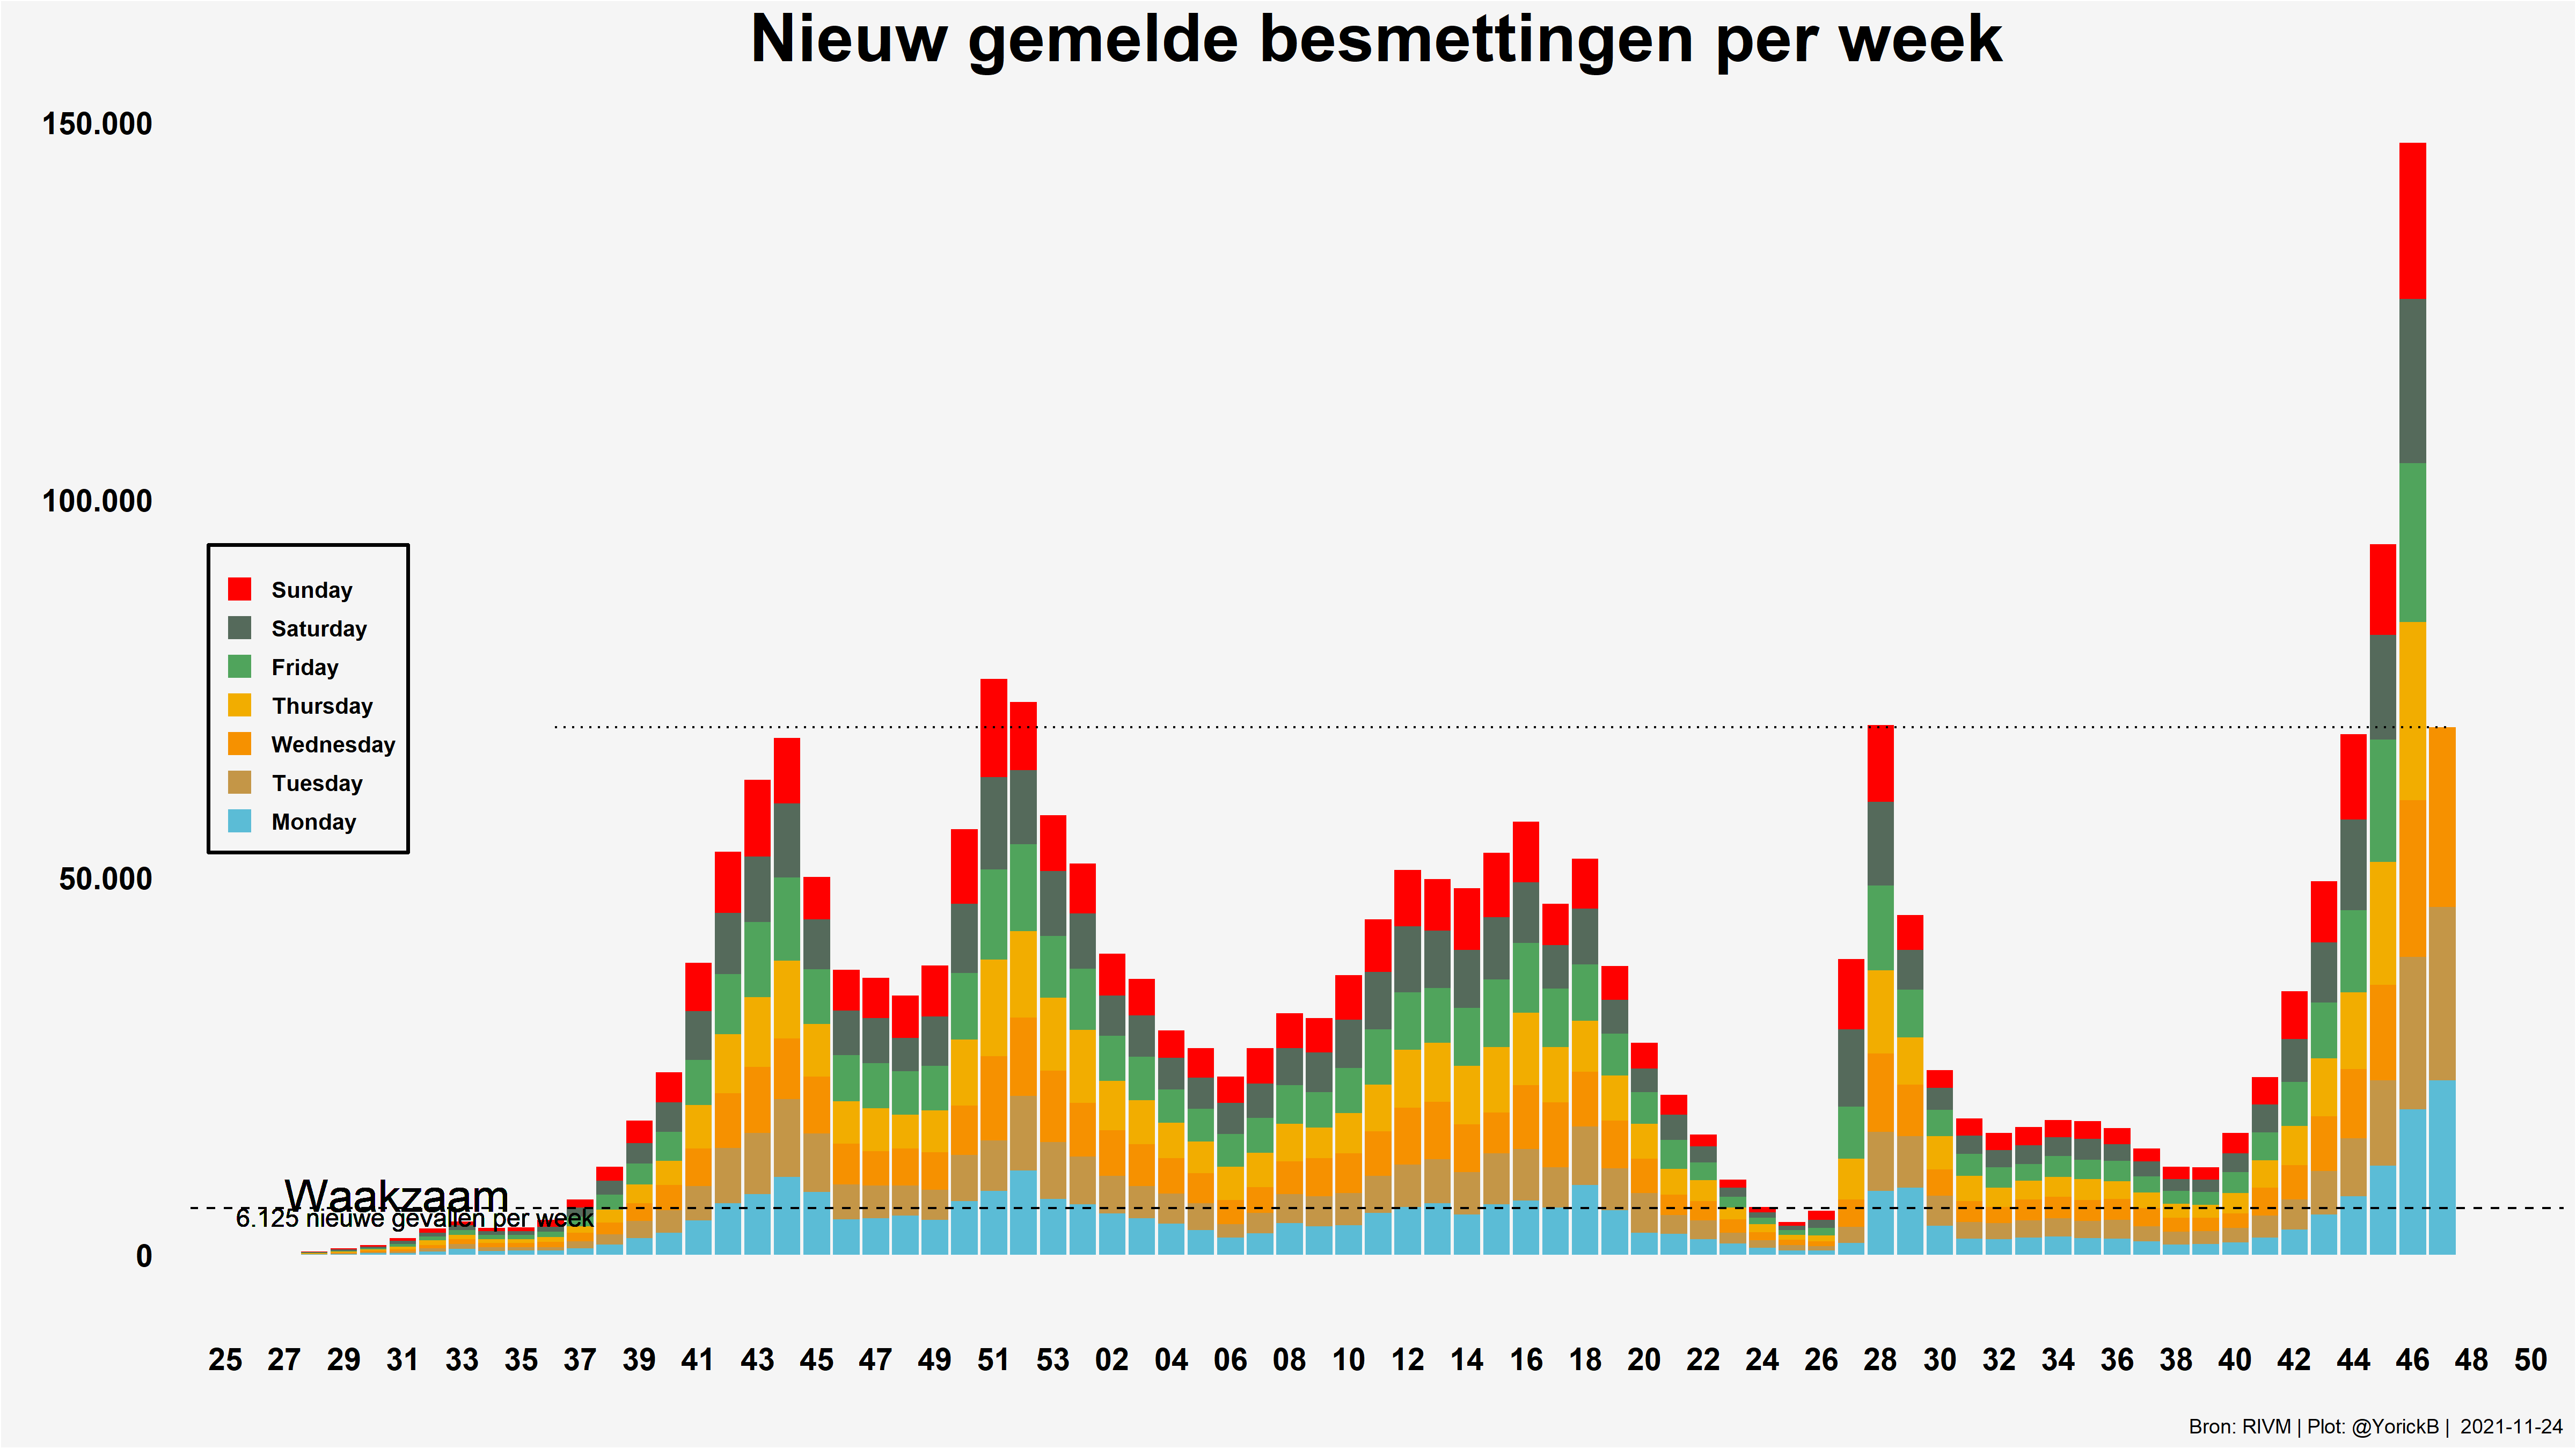 Nieuw gemelde besmettingen per week
150.000
100.000
50.000
0
Sunday
Saturday
Friday
Thursday
Wednesday
Tuesday
Monday
Waakzaam
6.125 nieuwe gevallen per week
25 27 29 31 33 35 37 39 41 43 45 47 49 51 53 02 04 06 08 10 12 14 16 18 20 22 24 26 28 30 32 34 36 38 40 42 44 46 48 50
Bron: RIVM | Plot: @YorickB | 2021-11-24